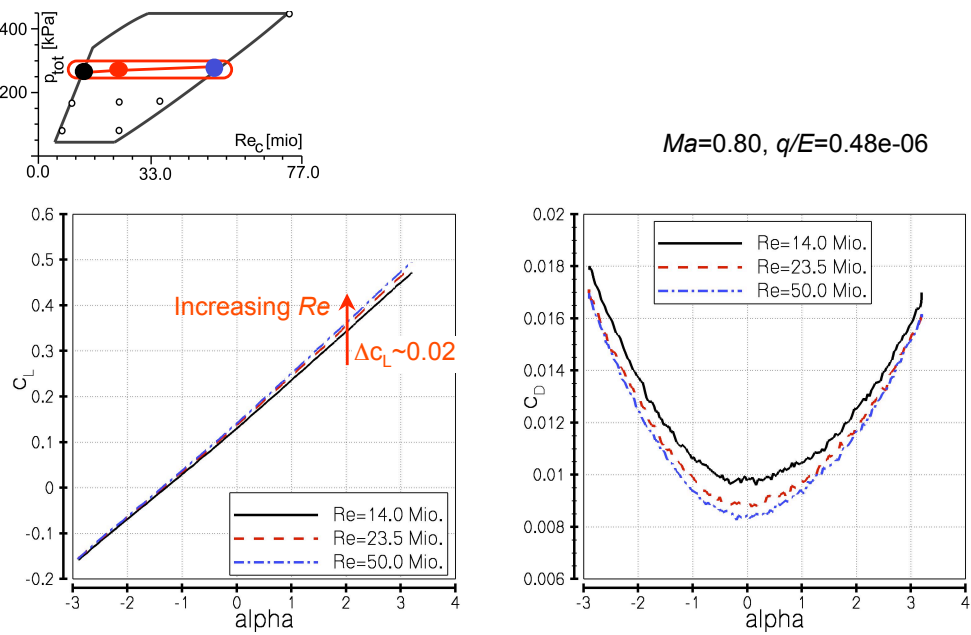 400
200
p_tot [kPa]
Re_C [mio]
0.0
33.0
77.0
Ma=0.80, q/E=0.48e-06
0.6
0.5
0.4
0.3
0.2
0.1
0
-0.1
-0.2
C_L
Increasing Re
Δc_L~0.02
Re=14.0 Mio.
Re=23.5 Mio.
Re=50.0 Mio.
-3
-2
-1
0
1
2
3
4
alpha
0.02
0.018
0.016
0.014
0.012
0.01
0.008
0.006
C_D
Re=14.0 Mio.
Re=23.5 Mio.
Re=50.0 Mio.
-3
-2
-1
0
1
2
3
4
alpha